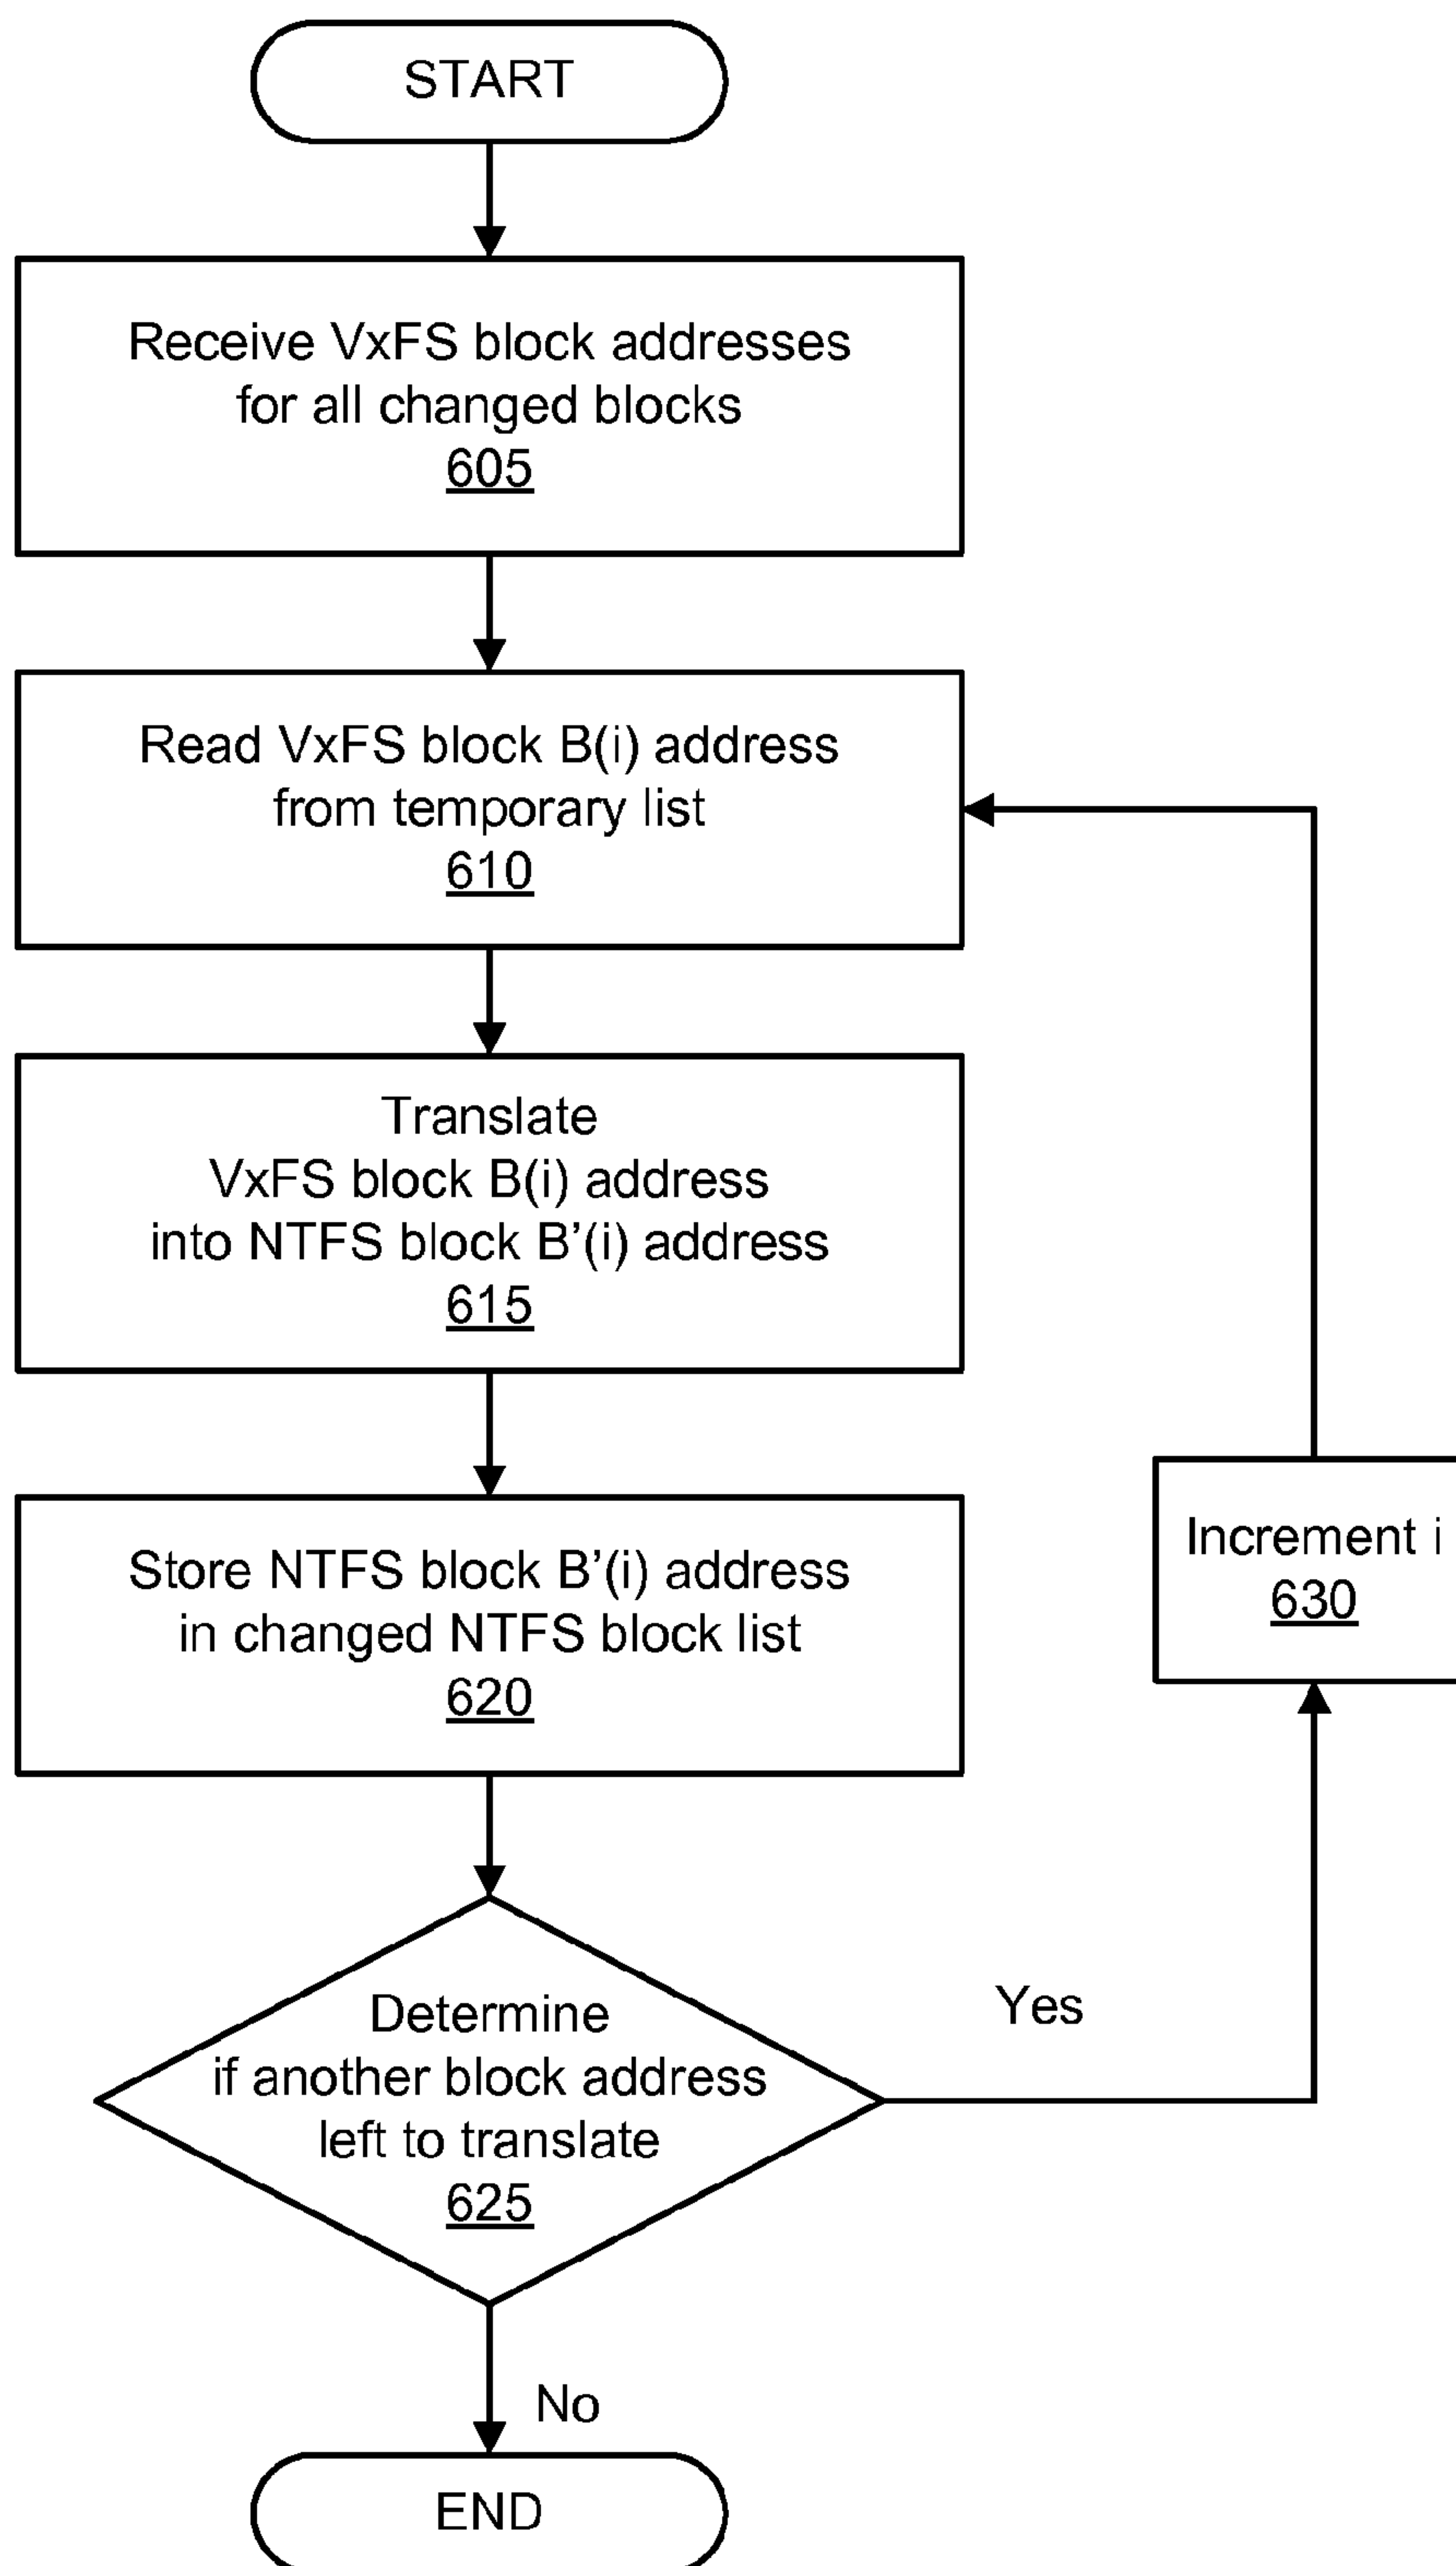 START
Receive VxFS block addresses
for all changed blocks
605
Read VxFS block B(i) address
from temporary list
610
Translate
VxFS block B(i) address
into NTFS block B’(i) address
615
Store NTFS block B’(i) address
in changed NTFS block list
620
Increment i
630
Determine
if another block address
left to translate
625
Yes
No
END